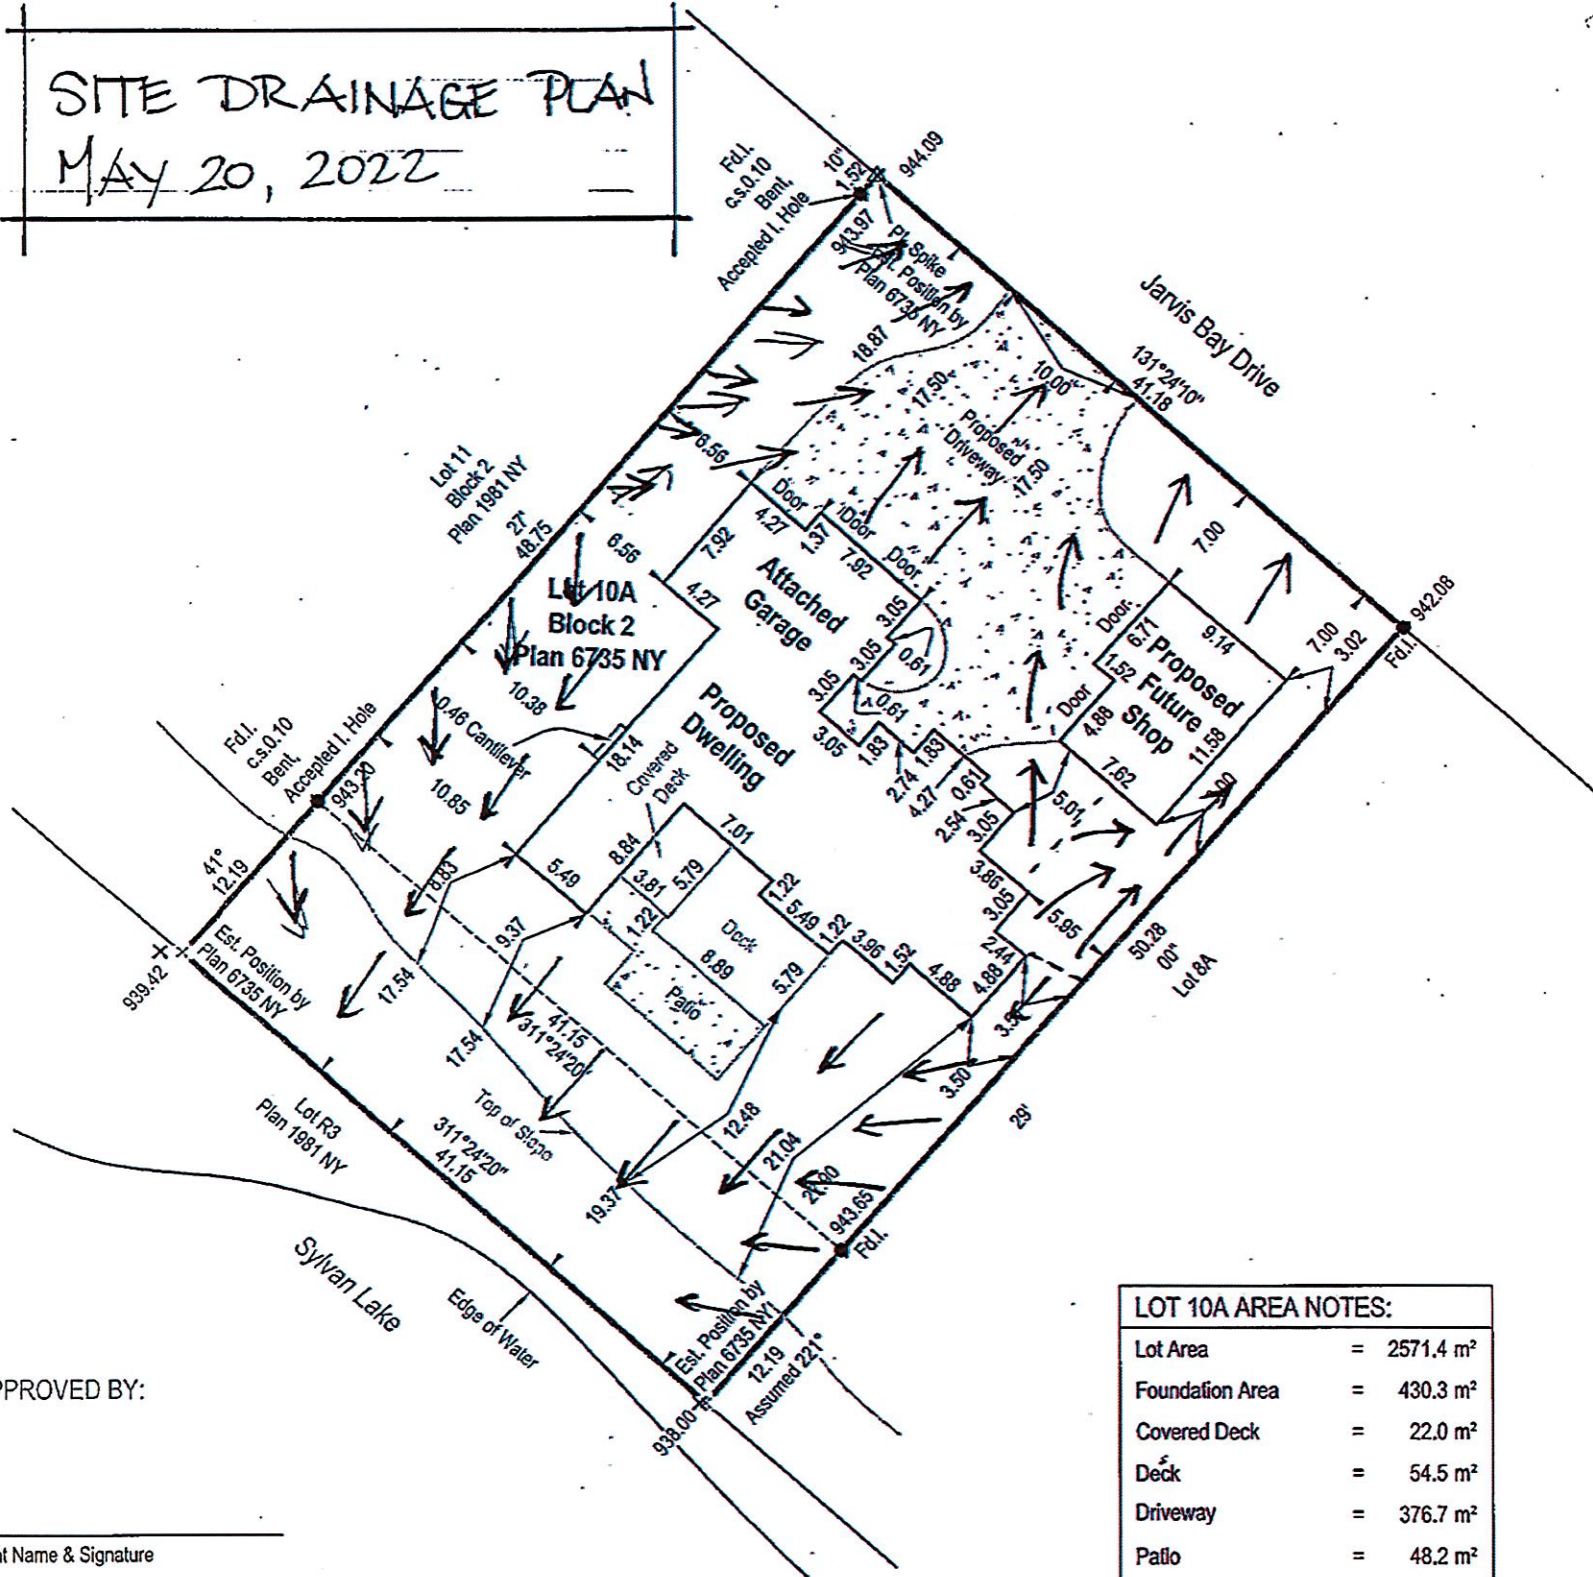 SITE DRAINAGE PLAN
MAY 20, 2022
Fd.I.
c.s.0.10
Bent,
Accepted I. Hole
10"
1.52
944.09
943.97
Pl. Spike
Est. Position by
Plan 6735 NY
Jarvis Bay Drive
131°24'10"
41.18
18.87
17.50
10.00
Proposed
Driveway
17.50
6.56
Lot 11
Block 2
Plan 1981 NY
27'
48.75
6.56
Door
4.27
1.37
Door
7.92
Door
7.92
4.27
Attached
Garage
3.05
3.05
0.61
3.05
0.61
3.05
1.83
1.83
2.74
4.27
0.61
2.54
3.05
7.00
942.08
Fd.I.
7.00
3.02
Door
6.71
9.14
1.52
Door
4.88
Proposed
Future
Shop
11.58
7.62
5.01
Lot 10A
Block 2
Plan 6735 NY
10.38
0.46 Cantilever
10.85
18.14
Proposed
Dwelling
Covered
Deck
Fd.I.
c.s.0.10
Bent,
Accepted I. Hole
943.20
41°
12.19
8.83
5.49
8.84
7.01
3.81
5.79
1.22
1.22
5.49
1.22
3.96
1.52
4.88
4.88
2.44
3.05
3.86
5.95
50.28
00"
Lot 8A
Deck
8.89
5.79
Patio
9.37
939.42
Est. Position by
Plan 6735 NY
17.54
17.54
41.15
311°24'20"
Top of Slope
12.48
21.04
3.50
29'
19.37
943.65
Fd.I.
Lot R3
Plan 1981 NY
311°24'20"
41.15
Sylvan Lake
Edge of Water
Est. Position by
Plan 6735 NY
12.19
Assumed 221°
938.00
PPROVED BY:
nt Name & Signature
LOT 10A AREA NOTES:
Lot Area = 2571.4 m²
Foundation Area = 430.3 m²
Covered Deck = 22.0 m²
Deck = 54.5 m²
Driveway = 376.7 m²
Patio = 48.2 m²